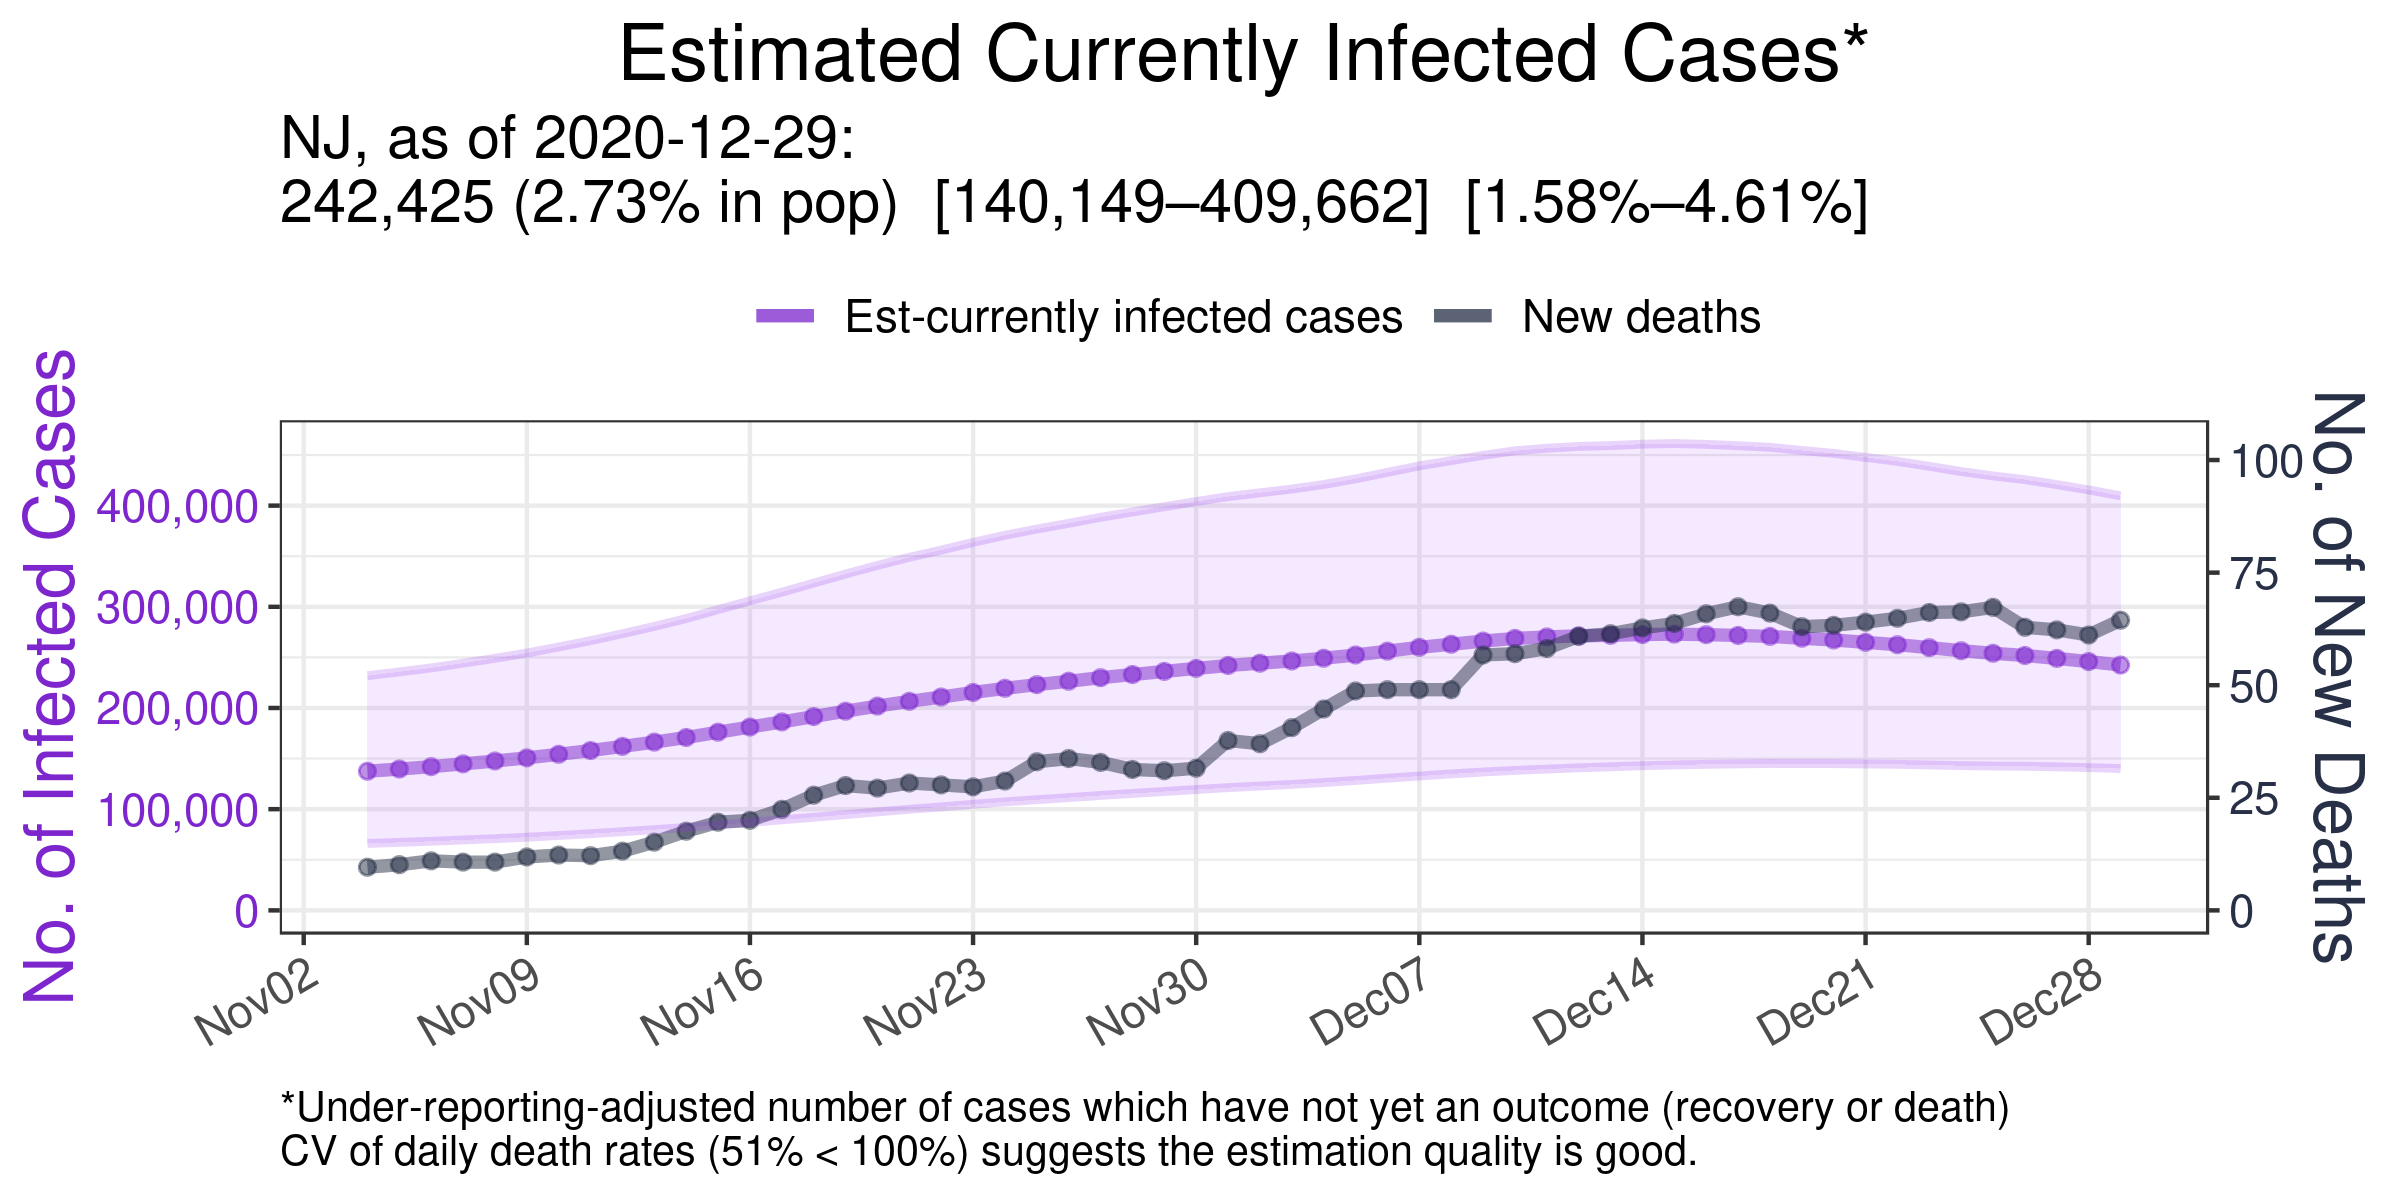 Estimated Currently Infected Cases*
NJ, as of 2020-12-29:
242,425 (2.73% in pop)  [140,149–409,662]  [1.58%–4.61%]
Est-currently infected cases
New deaths
No. of Infected Cases
400,000
300,000
200,000
100,000
0
100
75
50
25
0
No. of New Deaths
Nov02
Nov09
Nov16
Nov23
Nov30
Dec07
Dec14
Dec21
Dec28
*Under-reporting-adjusted number of cases which have not yet an outcome (recovery or death)
CV of daily death rates (51% < 100%) suggests the estimation quality is good.